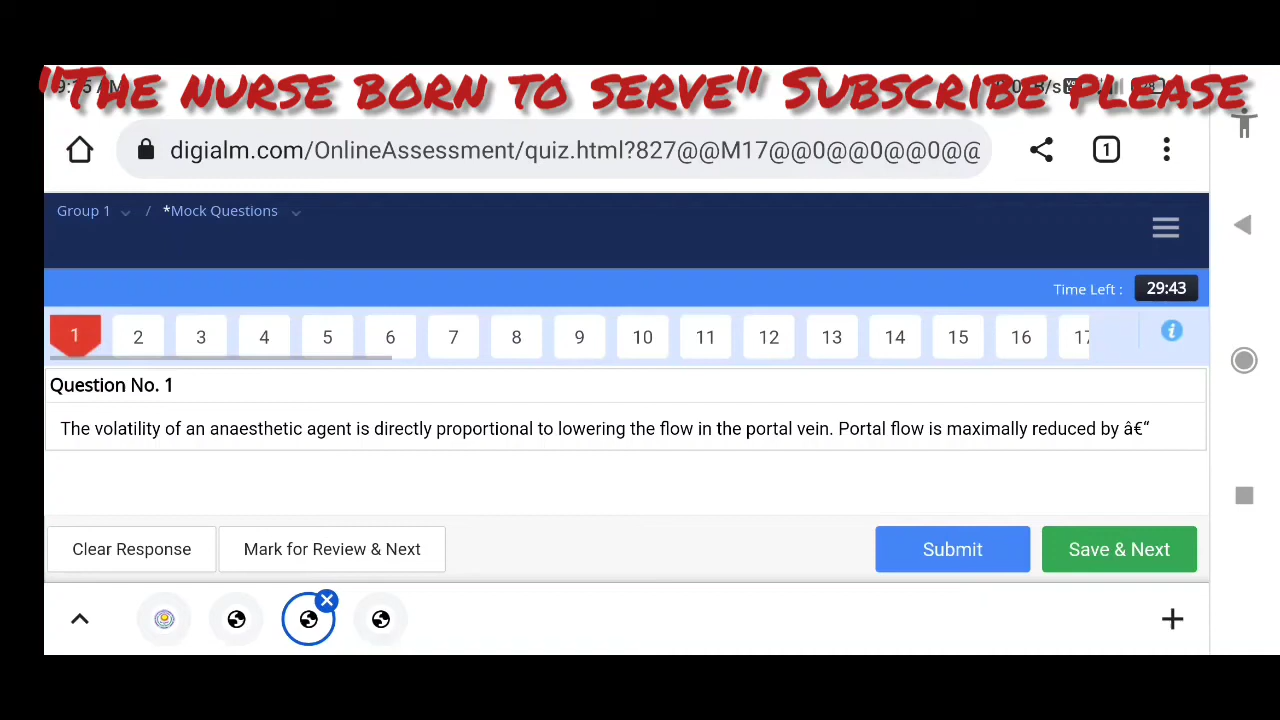 "The nurse born to serve" Subscribe please
digialm.com/OnlineAssessment/quiz.html?827@@M17@@0@@0@@0@@
1
Group 1 / *Mock Questions
Time Left : 29:43
1 2 3 4 5 6 7 8 9 10 11 12 13 14 15 16 17
Question No. 1
The volatility of an anaesthetic agent is directly proportional to lowering the flow in the portal vein. Portal flow is maximally reduced by â€“
Clear Response Mark for Review & Next Submit Save & Next